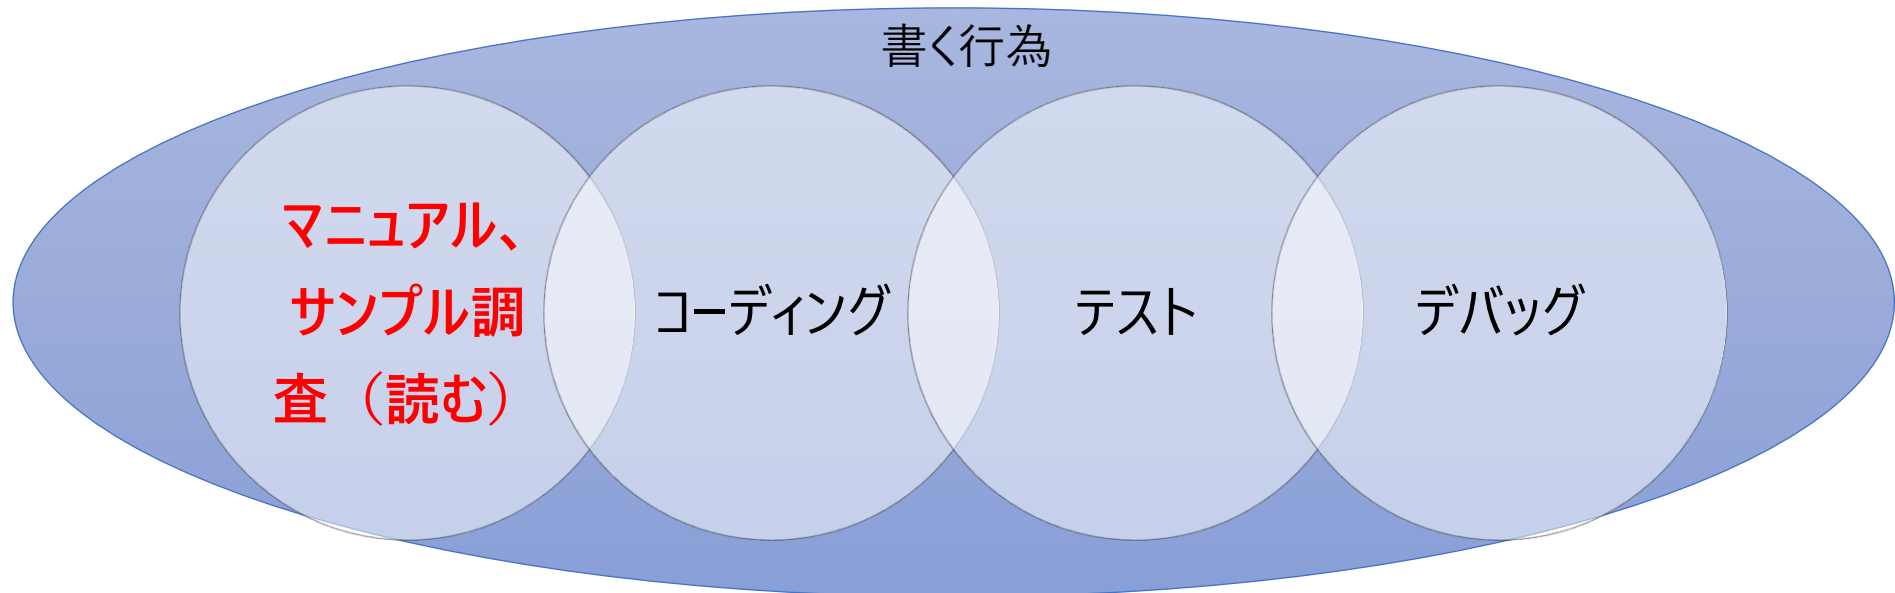 書く行為
マニュアル、
サンプル調
査（読む）
コーディング
テスト
デバッグ